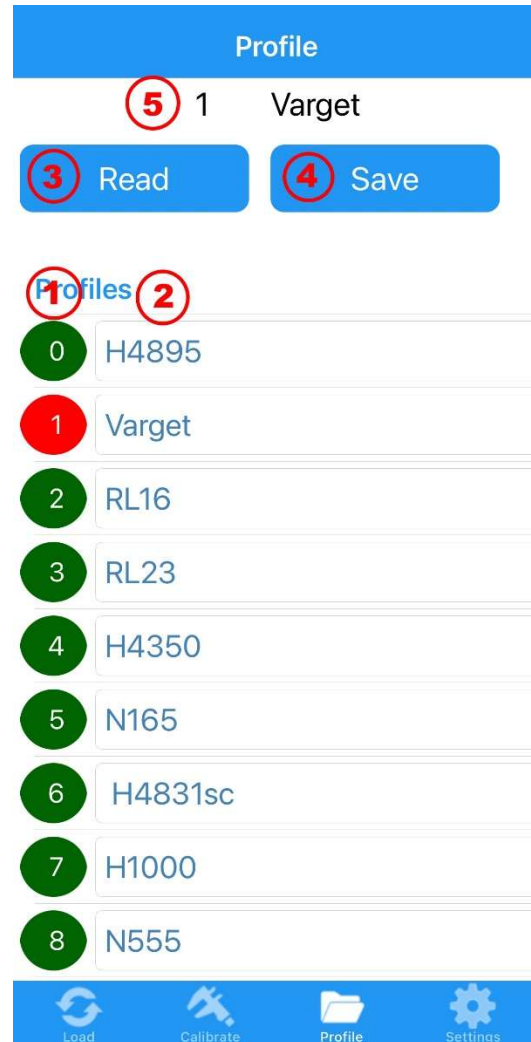 Profile
5 1 Varget
3 Read 4 Save
Profiles
1 2
0 H4895
1 Varget
2 RL16
3 RL23
4 H4350
5 N165
6 H4831sc
7 H1000
8 N555
Load Calibrate Profile Settings